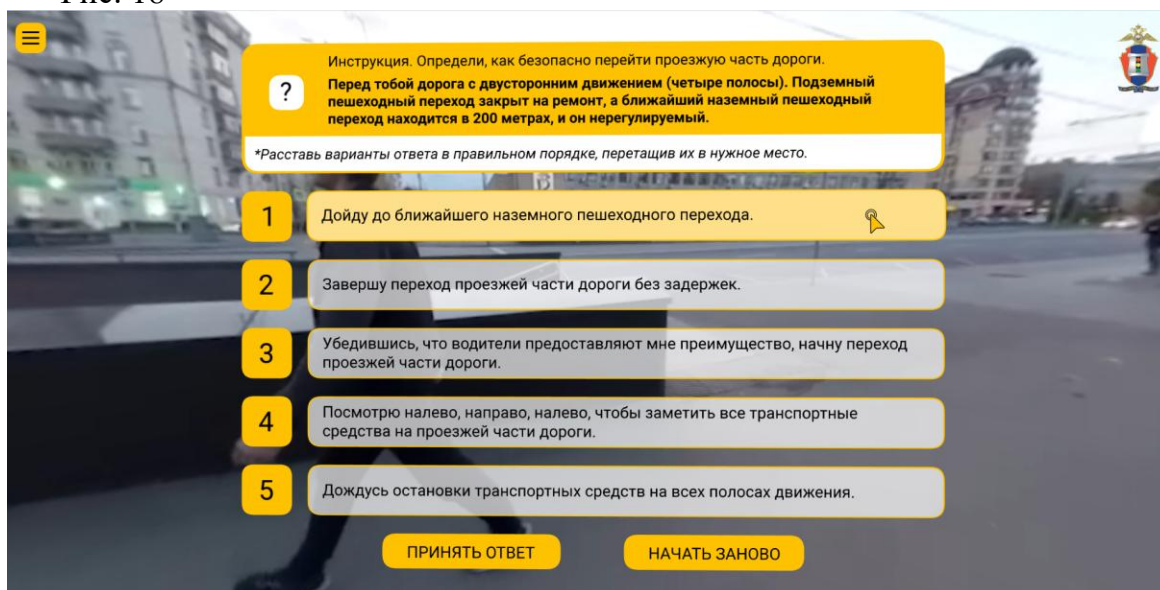 ?
Инструкция. Определи, как безопасно перейти проезжую часть дороги.
Перед тобой дорога с двусторонним движением (четыре полосы). Подземный
пешеходный переход закрыт на ремонт, а ближайший наземный пешеходный
переход находится в 200 метрах, и он нерегулируемый.
*Расставь варианты ответа в правильном порядке, перетащив их в нужное место.
1
Дойду до ближайшего наземного пешеходного перехода.
2
Завершу переход проезжей части дороги без задержек.
3
Убедившись, что водители предоставляют мне преимущество, начну переход
проезжей части дороги.
4
Посмотрю налево, направо, налево, чтобы заметить все транспортные
средства на проезжей части дороги.
5
Дождусь остановки транспортных средств на всех полосах движения.
ПРИНЯТЬ ОТВЕТ
НАЧАТЬ ЗАНОВО